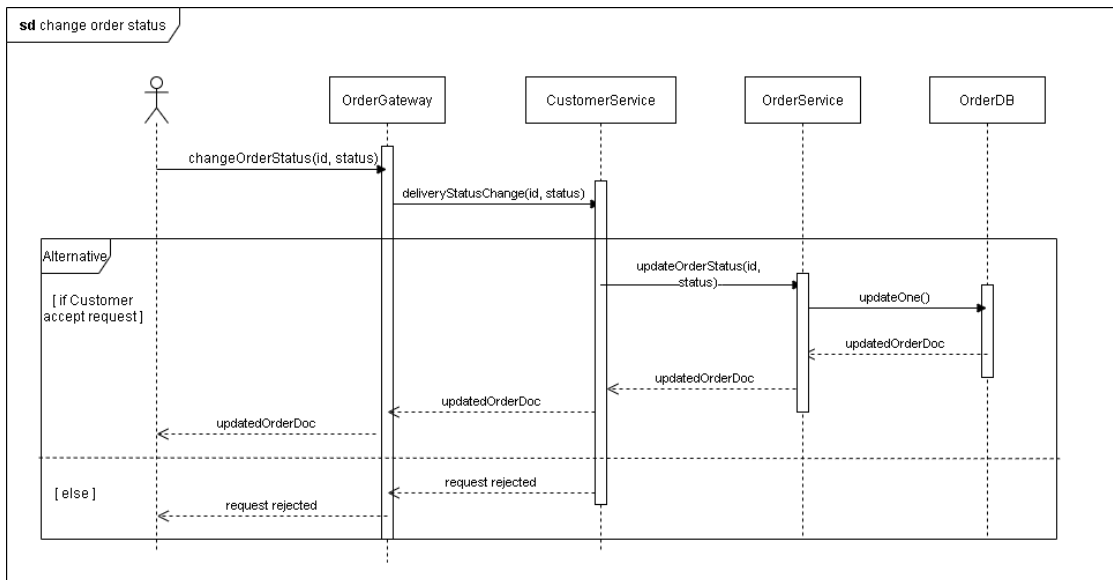 sd change order status
OrderGateway
CustomerService
OrderService
OrderDB
changeOrderStatus(id, status)
deliveryStatusChange(id, status)
Alternative
updateOrderStatus(id,
status)
[ if Customer
accept request ]
updateOne()
updatedOrderDoc
updatedOrderDoc
updatedOrderDoc
updatedOrderDoc
[ else ]
request rejected
request rejected